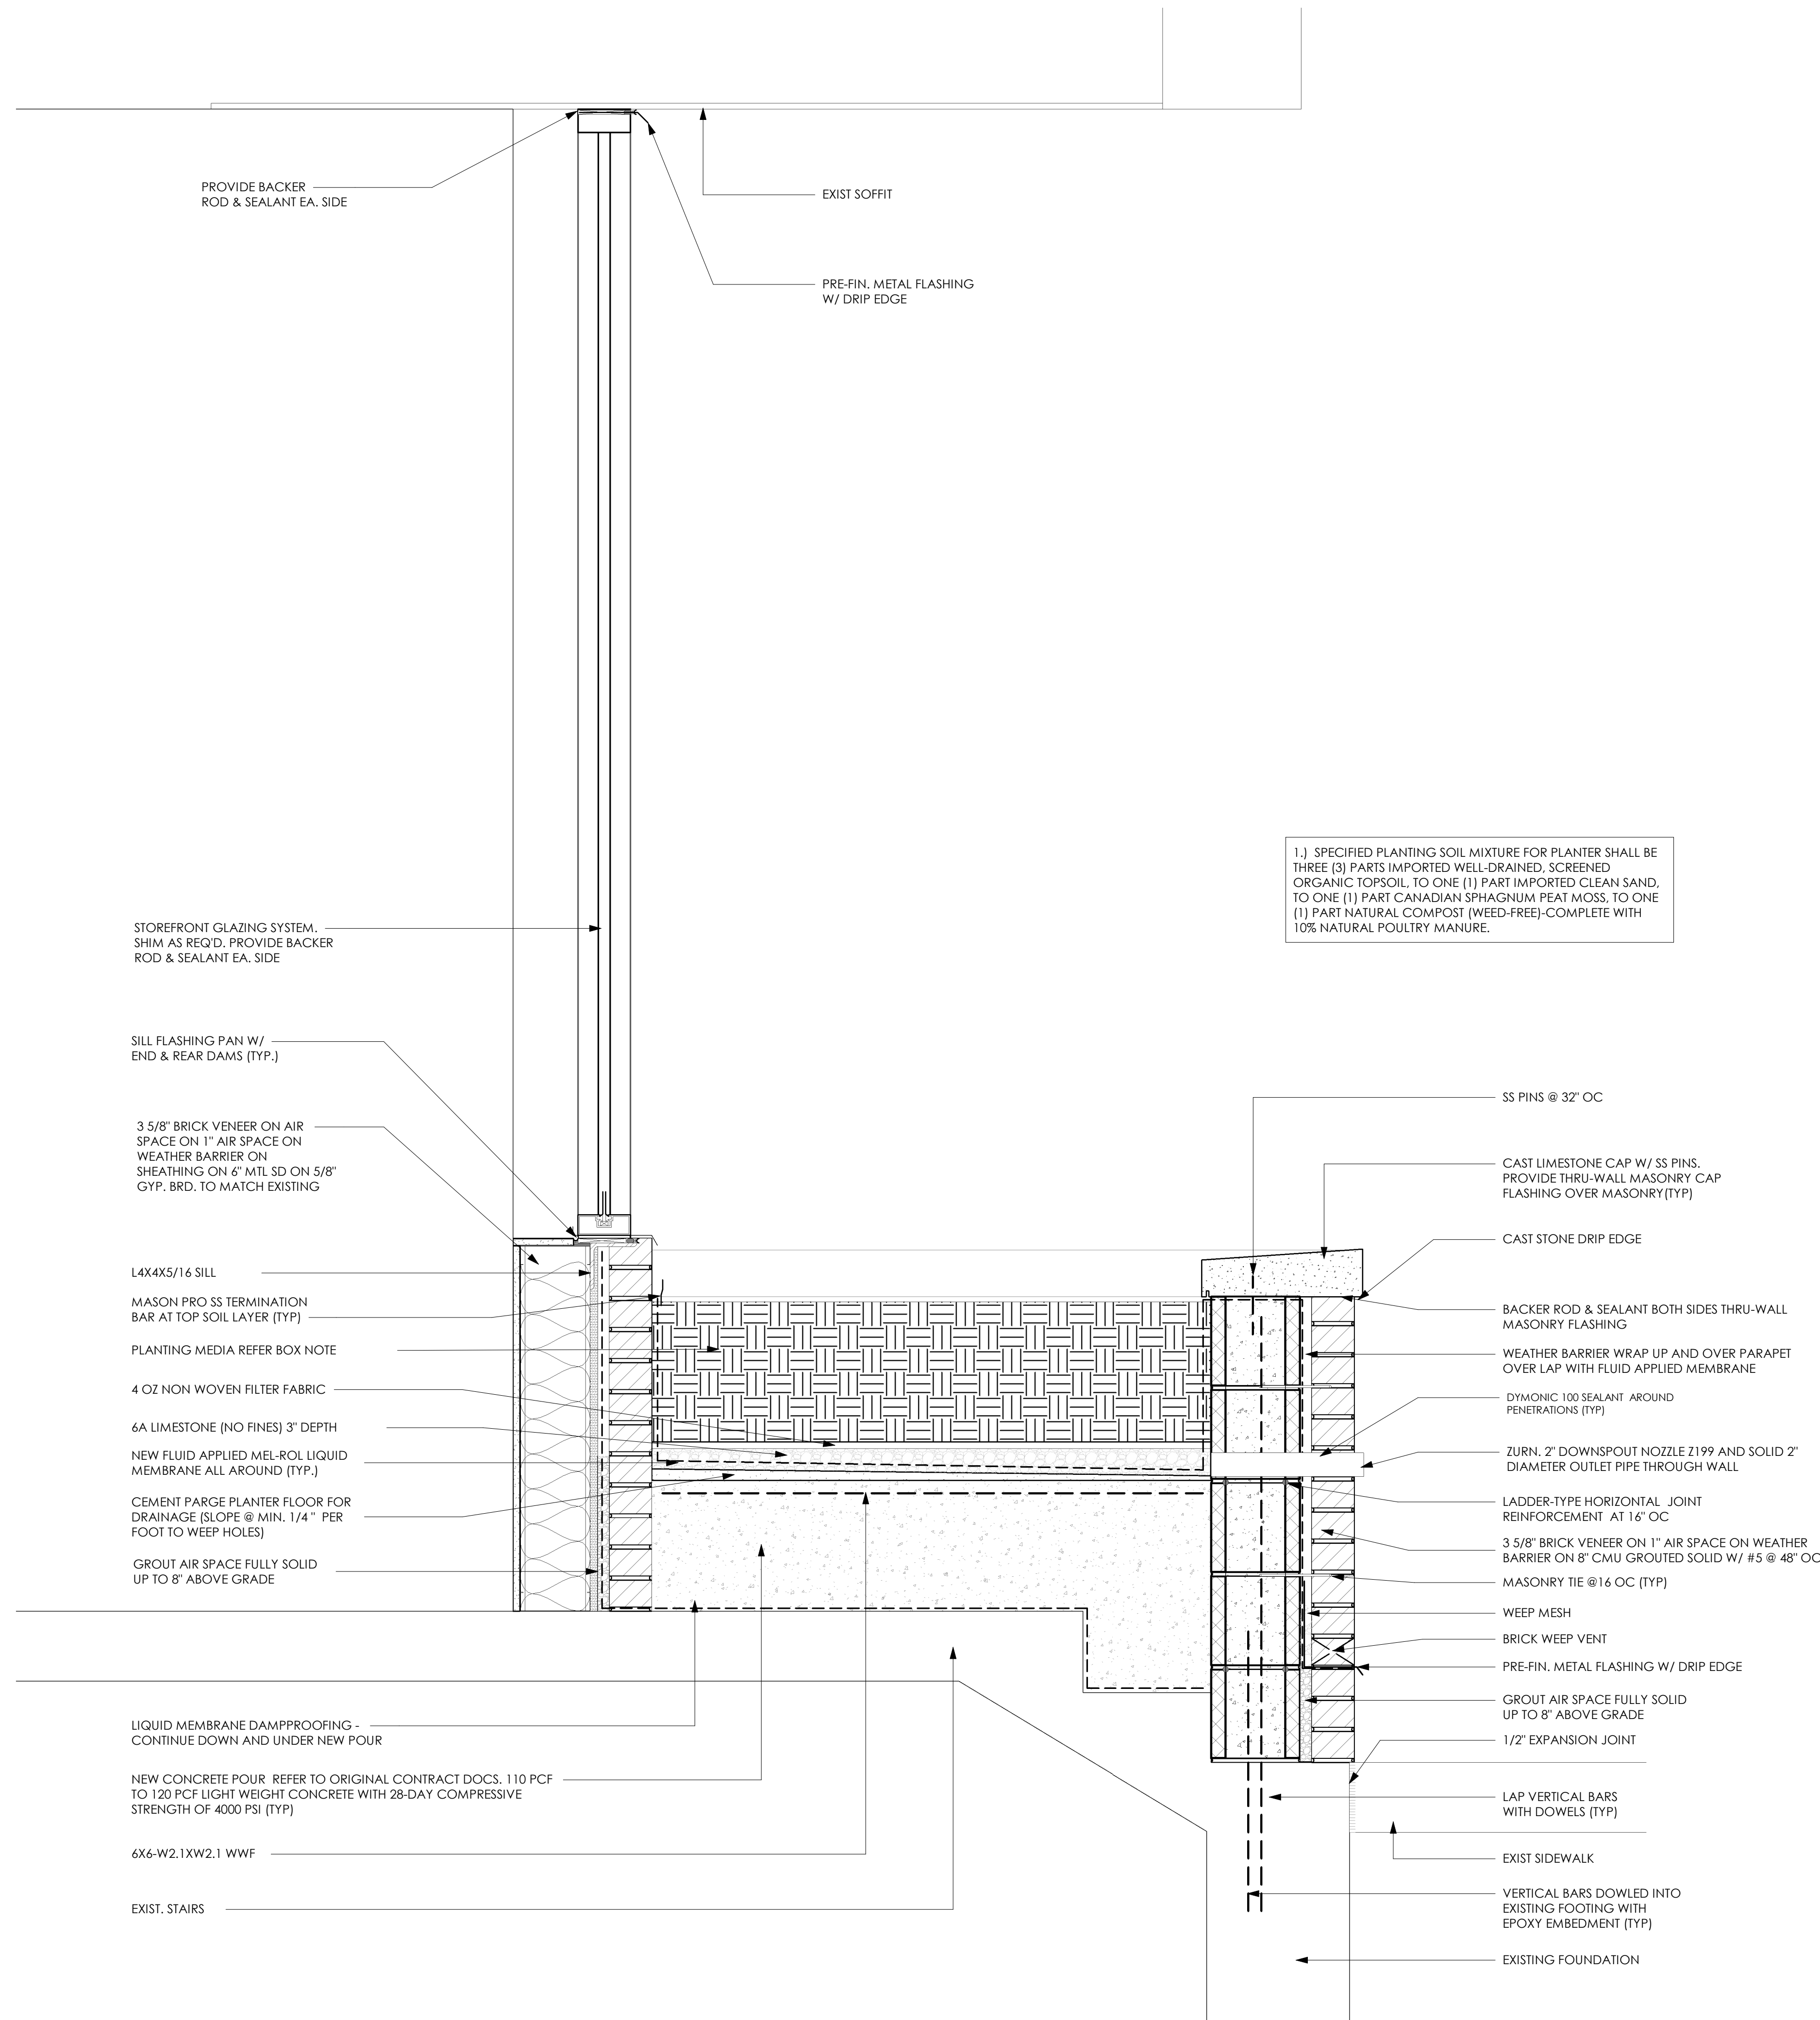 PROVIDE BACKER
ROD & SEALANT EA. SIDE
EXIST SOFFIT
PRE-FIN. METAL FLASHING
W/ DRIP EDGE
1.) SPECIFIED PLANTING SOIL MIXTURE FOR PLANTER SHALL BE
THREE (3) PARTS IMPORTED WELL-DRAINED, SCREENED
ORGANIC TOPSOIL, TO ONE (1) PART IMPORTED CLEAN SAND,
TO ONE (1) PART CANADIAN SPHAGNUM PEAT MOSS, TO ONE
(1) PART NATURAL COMPOST (WEED-FREE)-COMPLETE WITH
10% NATURAL POULTRY MANURE.
STOREFRONT GLAZING SYSTEM.
SHIM AS REQ'D. PROVIDE BACKER
ROD & SEALANT EA. SIDE
SILL FLASHING PAN W/
END & REAR DAMS (TYP.)
3 5/8" BRICK VENEER ON AIR
SPACE ON 1" AIR SPACE ON
WEATHER BARRIER ON
SHEATHING ON 6" MTL SD ON 5/8"
GYP. BRD. TO MATCH EXISTING
L4X4X5/16 SILL
MASON PRO SS TERMINATION
BAR AT TOP SOIL LAYER (TYP)
PLANTING MEDIA REFER BOX NOTE
4 OZ NON WOVEN FILTER FABRIC
6A LIMESTONE (NO FINES) 3" DEPTH
NEW FLUID APPLIED MEL-ROL LIQUID
MEMBRANE ALL AROUND (TYP.)
CEMENT PARGE PLANTER FLOOR FOR
DRAINAGE (SLOPE @ MIN. 1/4 " PER
FOOT TO WEEP HOLES)
GROUT AIR SPACE FULLY SOLID
UP TO 8" ABOVE GRADE
LIQUID MEMBRANE DAMPPROOFING -
CONTINUE DOWN AND UNDER NEW POUR
NEW CONCRETE POUR REFER TO ORIGINAL CONTRACT DOCS. 110 PCF
TO 120 PCF LIGHT WEIGHT CONCRETE WITH 28-DAY COMPRESSIVE
STRENGTH OF 4000 PSI (TYP)
6X6-W2.1XW2.1 WWF
EXIST. STAIRS
SS PINS @ 32" OC
CAST LIMESTONE CAP W/ SS PINS.
PROVIDE THRU-WALL MASONRY CAP
FLASHING OVER MASONRY(TYP)
CAST STONE DRIP EDGE
BACKER ROD & SEALANT BOTH SIDES THRU-WALL
MASONRY FLASHING
WEATHER BARRIER WRAP UP AND OVER PARAPET
OVER LAP WITH FLUID APPLIED MEMBRANE
DYMONIC 100 SEALANT AROUND
PENETRATIONS (TYP)
ZURN. 2" DOWNSPOUT NOZZLE Z199 AND SOLID 2"
DIAMETER OUTLET PIPE THROUGH WALL
LADDER-TYPE HORIZONTAL JOINT
REINFORCEMENT AT 16" OC
3 5/8" BRICK VENEER ON 1" AIR SPACE ON WEATHER
BARRIER ON 8" CMU GROUTED SOLID W/ #5 @ 48" OC
MASONRY TIE @16 OC (TYP)
WEEP MESH
BRICK WEEP VENT
PRE-FIN. METAL FLASHING W/ DRIP EDGE
GROUT AIR SPACE FULLY SOLID
UP TO 8" ABOVE GRADE
1/2" EXPANSION JOINT
LAP VERTICAL BARS
WITH DOWELS (TYP)
EXIST SIDEWALK
VERTICAL BARS DOWLED INTO
EXISTING FOOTING WITH
EPOXY EMBEDMENT (TYP)
EXISTING FOUNDATION